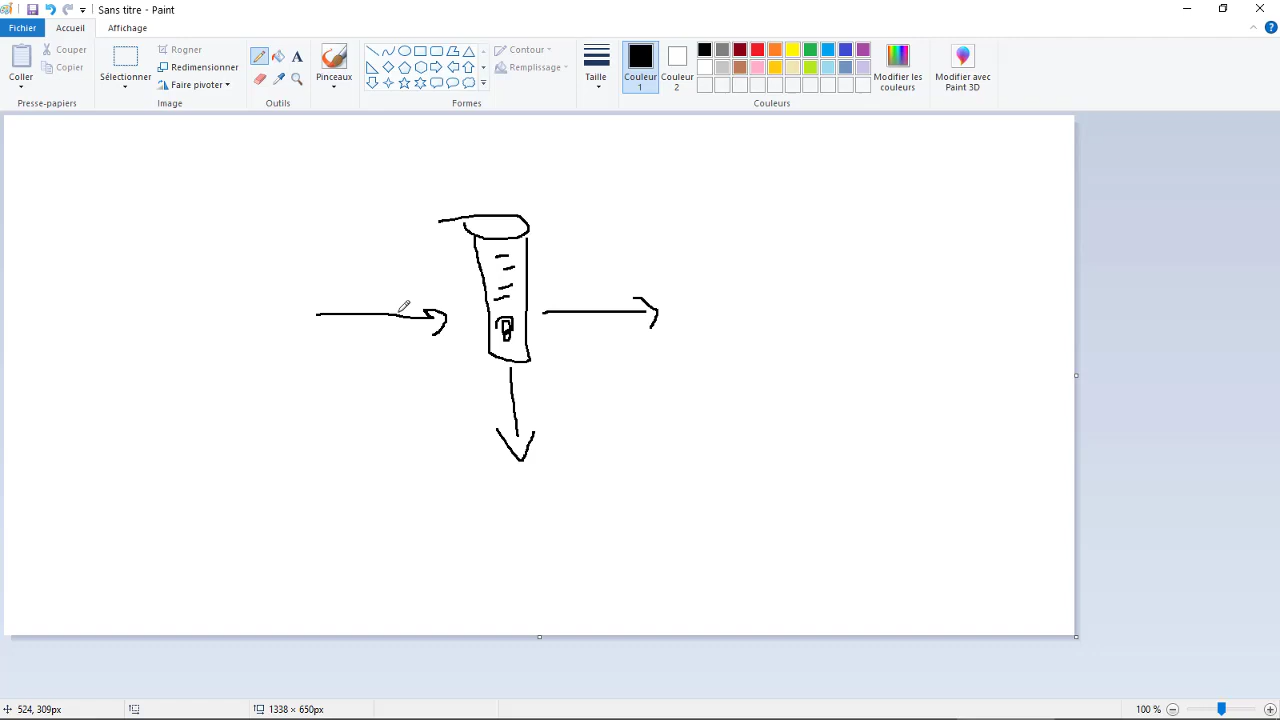 Sans titre - Paint
Fichier Accueil Affichage
Coller
Couper
Copier
Presse-papiers
Sélectionner
Rogner
Redimensionner
Faire pivoter
Image
A
Outils
Pinceaux
Contour
Remplissage
Formes
Taille
Couleur 1
Couleur 2
Modifier les couleurs
Couleurs
Modifier avec Paint 3D
524, 309px
1338 × 650px
100 %